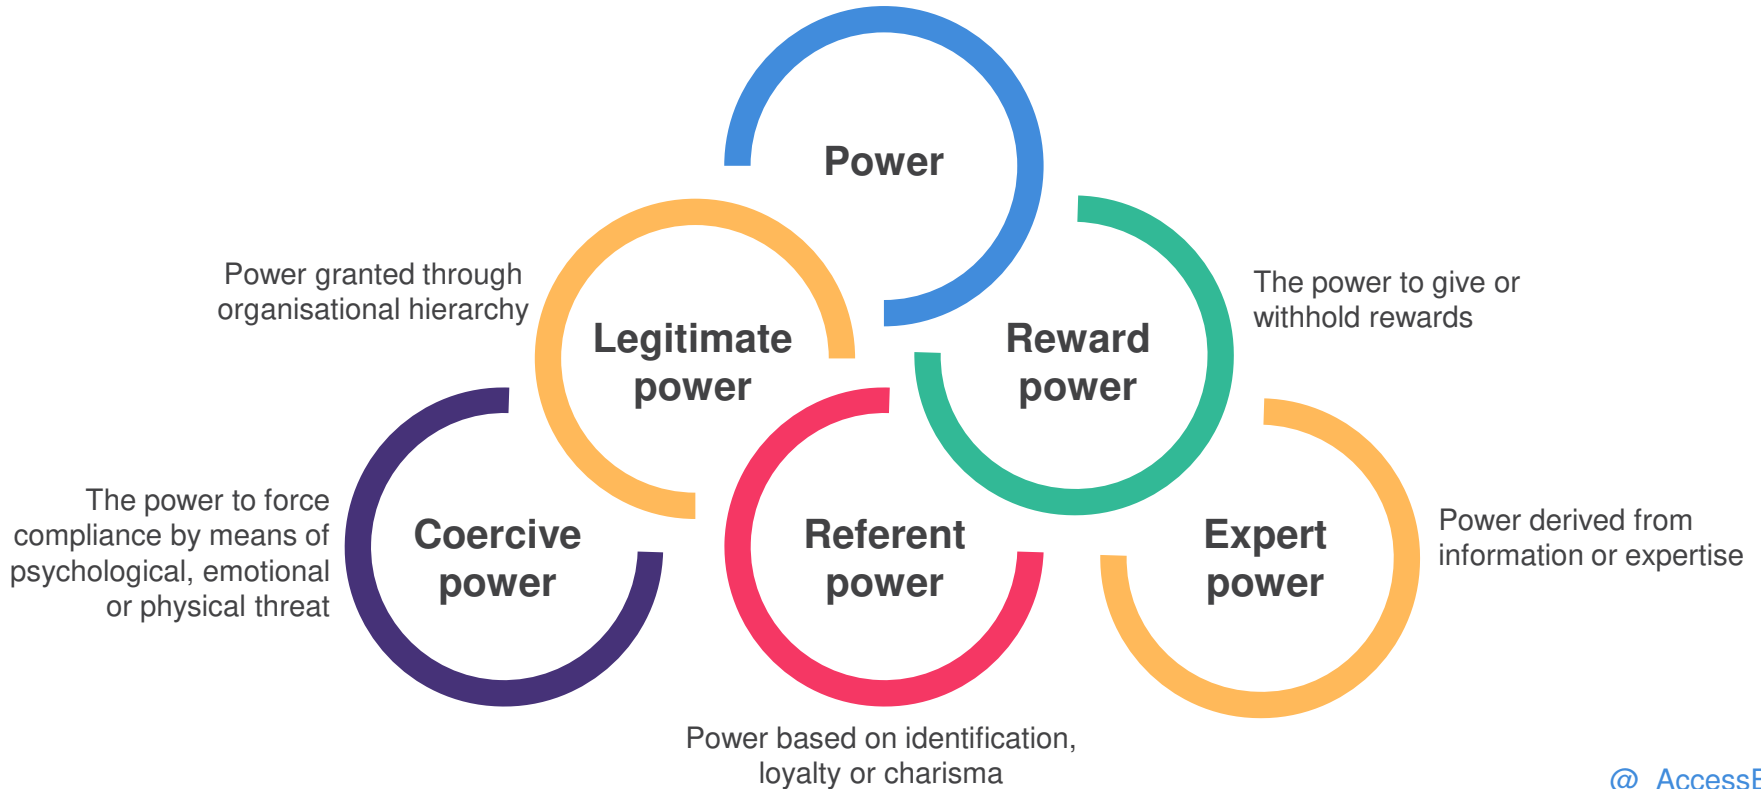 Power
Power granted through
organisational hierarchy
Legitimate
power
Reward
power
The power to give or
withhold rewards
The power to force
compliance by means of
psychological, emotional
or physical threat
Coercive
power
Referent
power
Power based on identification,
loyalty or charisma
Expert
power
Power derived from
information or expertise
@